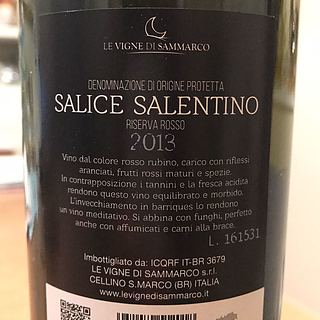 LE VIGNE DI SAMMARCO
DENOMINAZIONE DI ORIGINE PROTETTA
SALICE SALENTINO
RISERVA ROSSO
2013
Vino dal colore rosso rubino, carico con riflessi
aranciati, frutti rossi maturi e spezie.
In contrapposizione i tannini e la fresca acidità
rendono questo vino equilibrato e morbido.
L'invecchiamento in barriques lo rendono
un vino meditativo. Si abbina con funghi, perfetto
anche con affumicati e carni alla brace.
L. 161531
Imbottigliato da: ICQRF IT-BR 3679
LE VIGNE DI SAMMARCO s.r.l.
CELLINO S.MARCO (BR) ITALIA
www.levignedisammarco.it